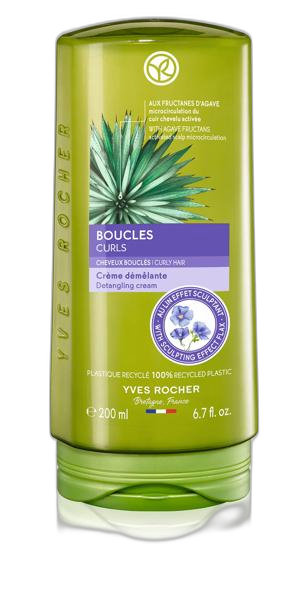 YR
AUX FRUCTANES D'AGAVE
microcirculation du
cuir chevelu activée
WITH AGAVE FRUCTANS
activated scalp microcirculation
YVES ROCHER
BOUCLES
CURLS
CHEVEUX BOUCLÉS | CURLY HAIR
Crème démêlante
Detangling cream
AU LIN EFFET SCULPTANT
WITH SCULPTING EFFECT FLAX
PLASTIQUE RECYCLÉ 100% RECYCLED PLASTIC
YVES ROCHER
Bretagne, France
e 200 ml 6.7 fl. oz.